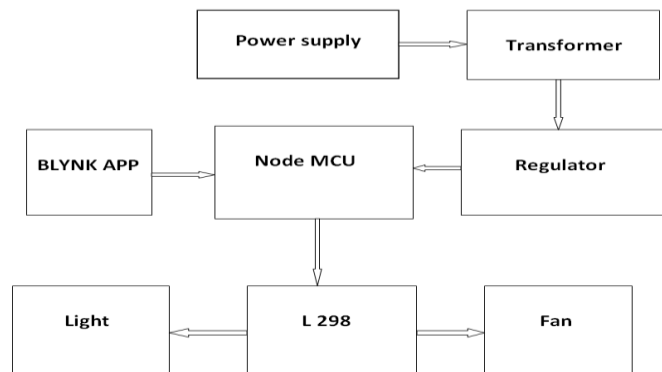 Power supply
Transformer
BLYNK APP
Node MCU
Regulator
Light
L 298
Fan